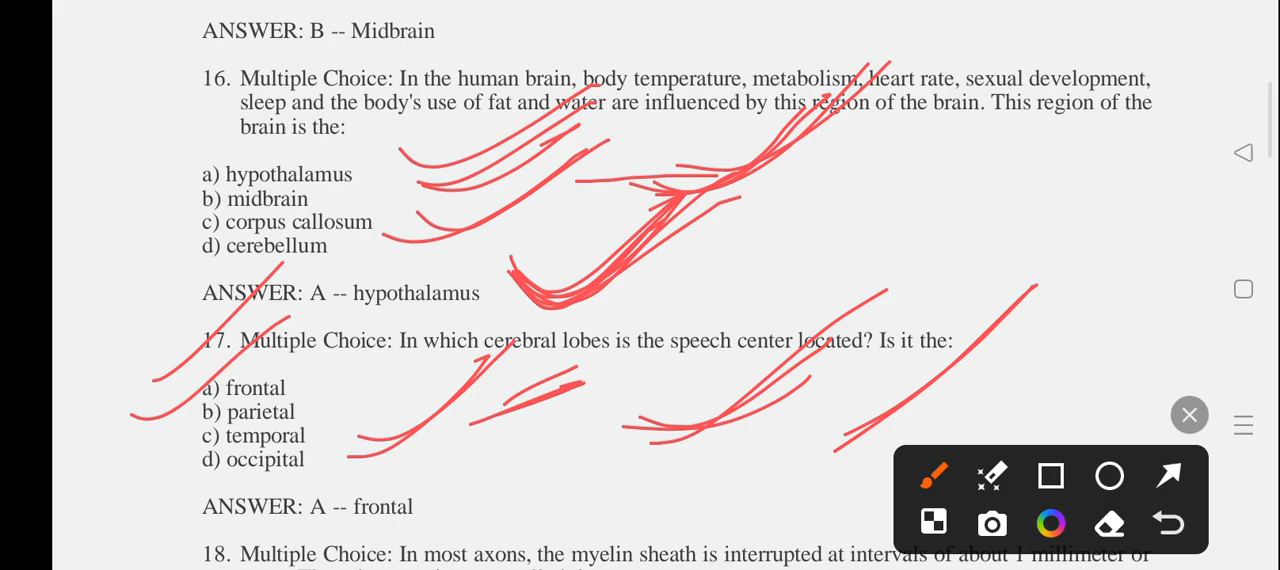 ANSWER: B -- Midbrain
16. Multiple Choice: In the human brain, body temperature, metabolism, heart rate, sexual development,
sleep and the body's use of fat and water are influenced by this region of the brain. This region of the
brain is the:
a) hypothalamus
b) midbrain
c) corpus callosum
d) cerebellum
ANSWER: A -- hypothalamus
17. Multiple Choice: In which cerebral lobes is the speech center located? Is it the:
a) frontal
b) parietal
c) temporal
d) occipital
ANSWER: A -- frontal
18. Multiple Choice: In most axons, the myelin sheath is interrupted at intervals of about 1 millimeter or